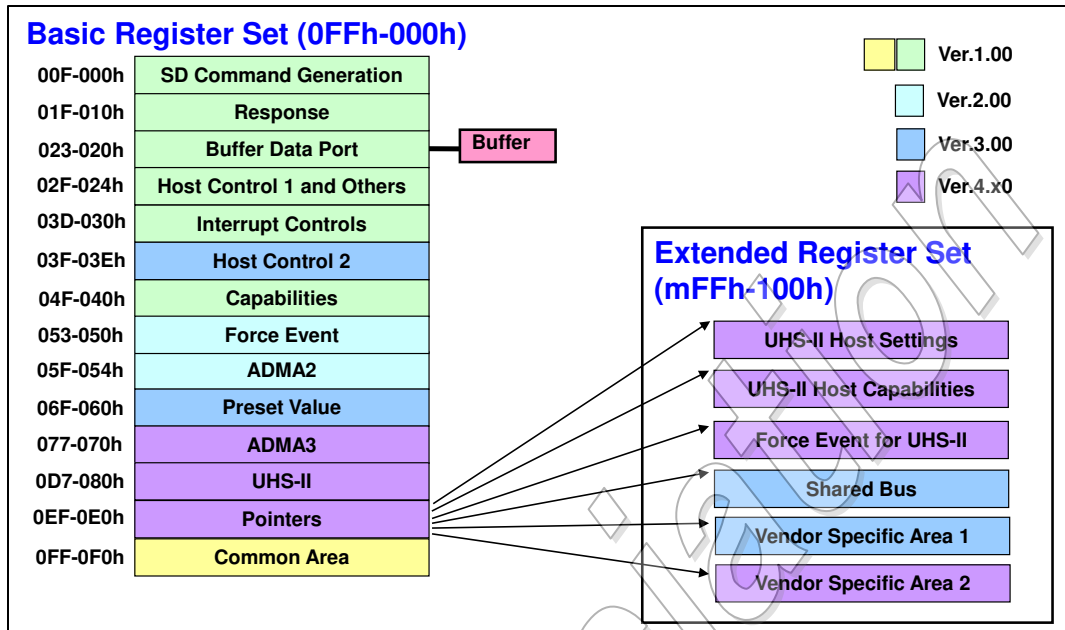 Basic Register Set (0FFh-000h)
00F-000h SD Command Generation
01F-010h Response
023-020h Buffer Data Port
Buffer
02F-024h Host Control 1 and Others
03D-030h Interrupt Controls
03F-03Eh Host Control 2
04F-040h Capabilities
053-050h Force Event
05F-054h ADMA2
06F-060h Preset Value
077-070h ADMA3
0D7-080h UHS-II
0EF-0E0h Pointers
0FF-0F0h Common Area
Ver.1.00
Ver.2.00
Ver.3.00
Ver.4.x0
Extended Register Set
(mFFh-100h)
UHS-II Host Settings
UHS-II Host Capabilities
Force Event for UHS-II
Shared Bus
Vendor Specific Area 1
Vendor Specific Area 2